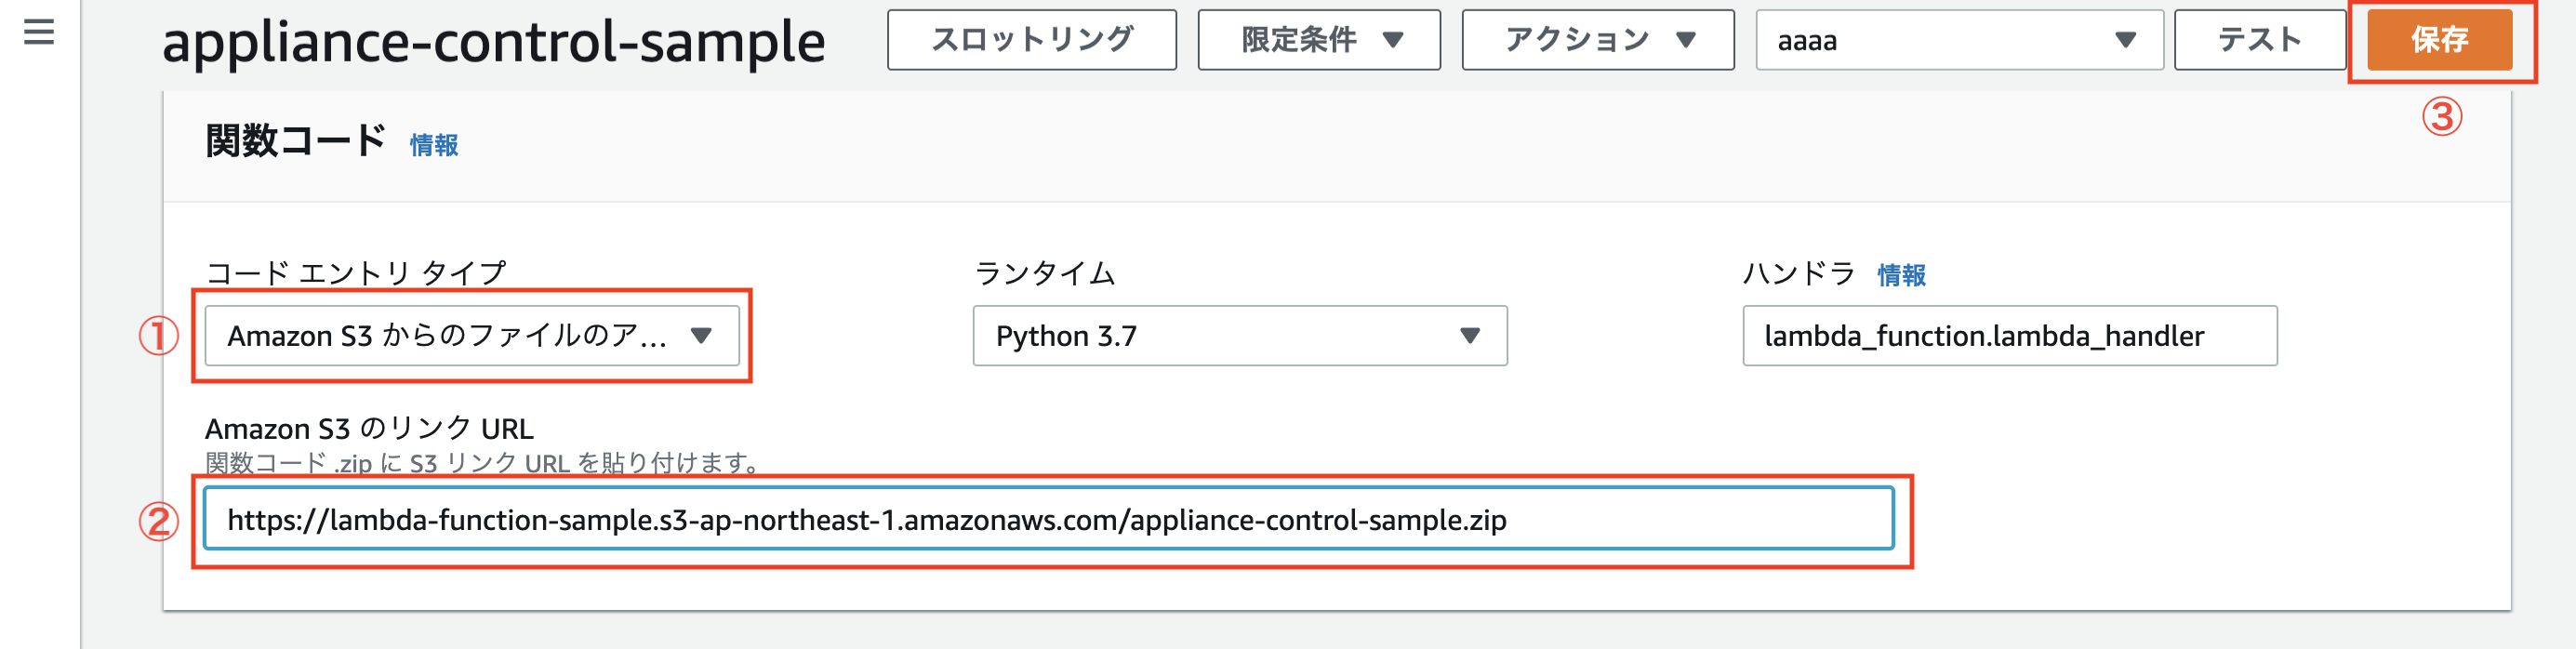 appliance-control-sample スロットリング 限定条件 アクション aaaa テスト 保存
③
関数コード 情報
コード エントリ タイプ ランタイム ハンドラ 情報
① Amazon S3 からのファイルのア... Python 3.7 lambda_function.lambda_handler
Amazon S3 のリンク URL
関数コード .zip に S3 リンク URL を貼り付けます。
② https://lambda-function-sample.s3-ap-northeast-1.amazonaws.com/appliance-control-sample.zip